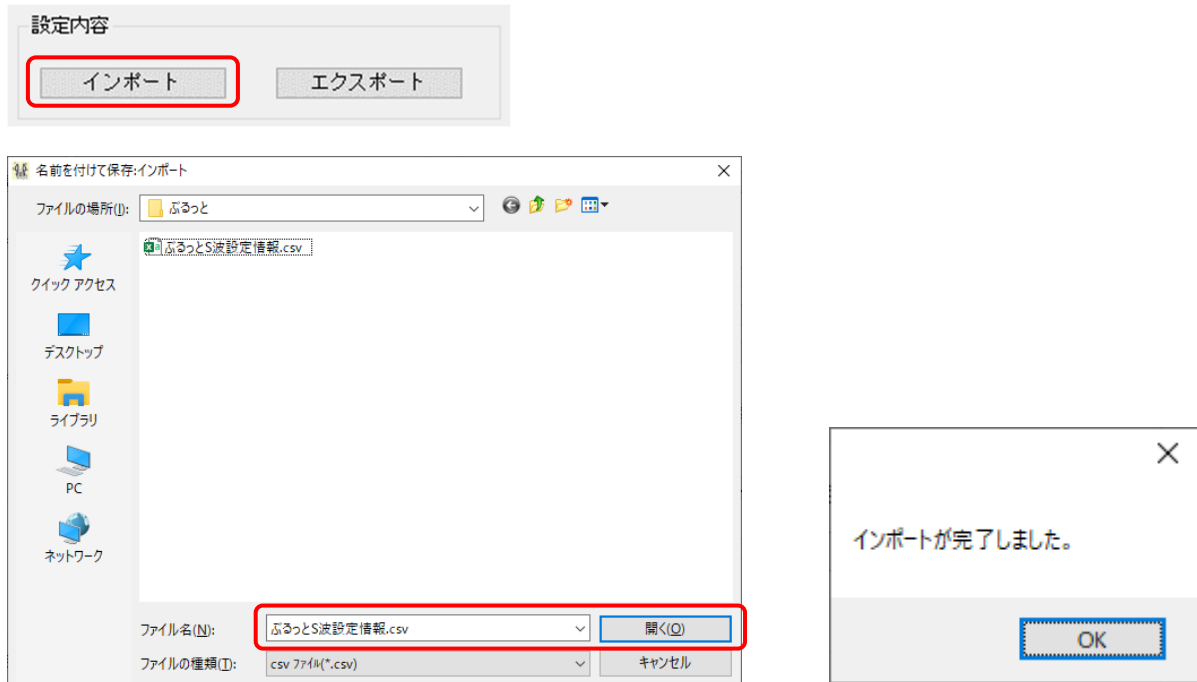 設定内容
インポート
エクスポート
名前を付けて保存:インポート
ファイルの場所(I):
ぶるっと
ぶるっとS波設定情報.csv
クイック アクセス
デスクトップ
ライブラリ
PC
ネットワーク
ファイル名(N):
ぶるっとS波設定情報.csv
開く(O)
ファイルの種類(T):
csv ファイル(*.csv)
キャンセル
インポートが完了しました。
OK